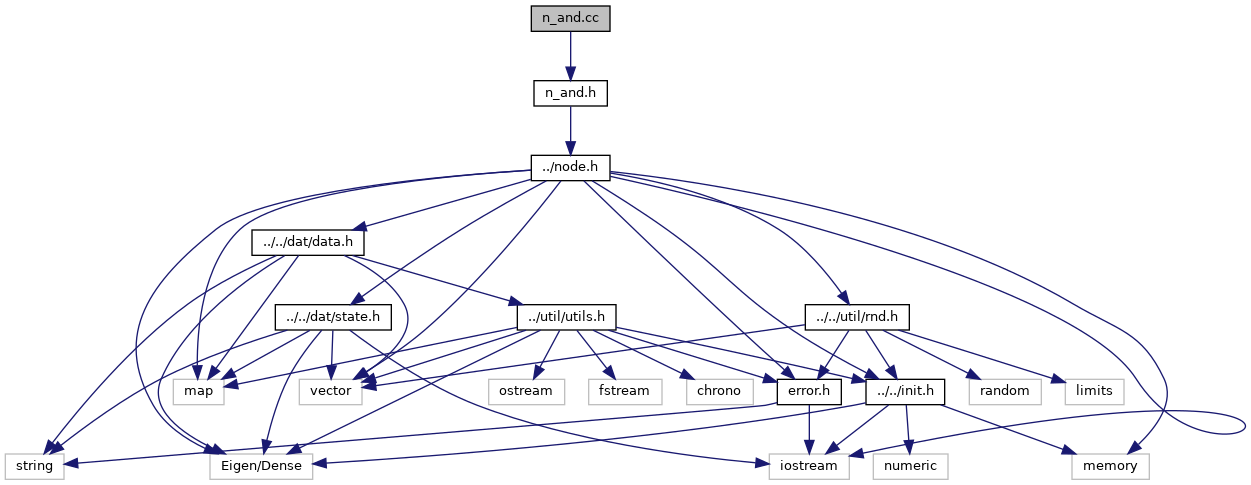 n_and.cc
n_and.h
../node.h
../../dat/data.h
../../dat/state.h
../util/utils.h
../../util/rnd.h
map
vector
ostream
fstream
chrono
error.h
../../init.h
random
limits
string
Eigen/Dense
iostream
numeric
memory